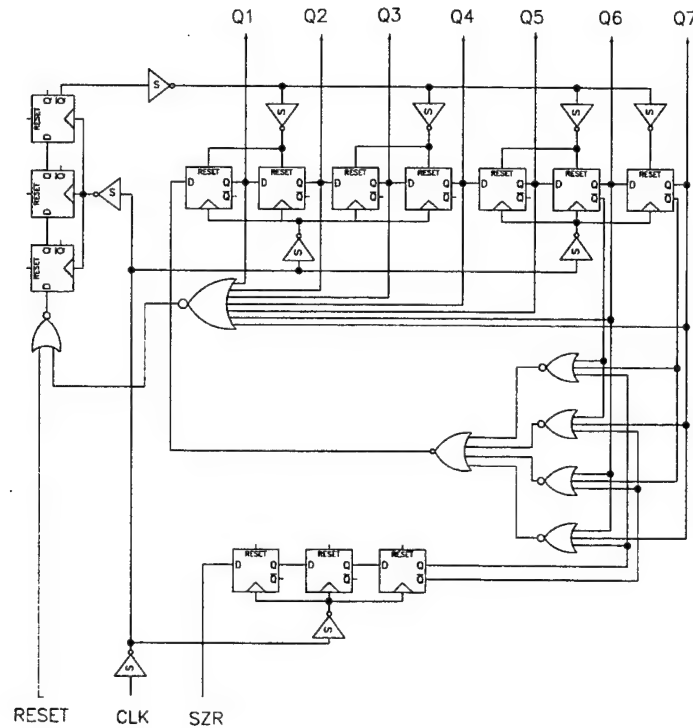 Q1 Q2 Q3 Q4 Q5 Q6 Q7
S
Q Q̅
RESET
D
S S S S
RESET RESET RESET RESET RESET RESET RESET
D Q D Q D Q D Q D Q D Q D Q
Q̅ Q̅ Q̅ Q̅ Q̅ Q̅ Q̅
Q Q̅
RESET
D
S
Q Q̅
RESET
D
S S
RESET RESET RESET
D Q D Q D Q
Q̅ Q̅ Q̅
S
S
RESET CLK SZR